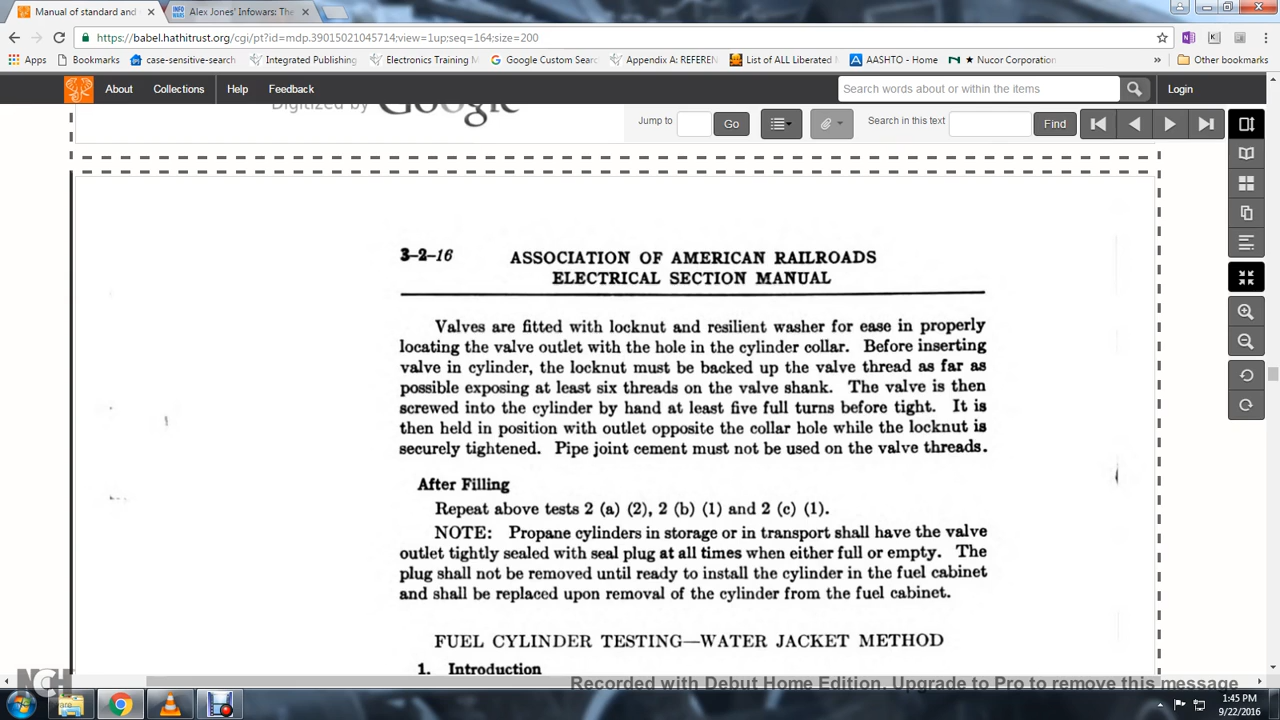 Manual of standard and
Alex Jones' Infowars: The
https://babel.hathitrust.org/cgi/pt?id=mdp.39015021045714;view=1up;seq=164;size=200
Apps Bookmarks case-sensitive-search Integrated Publishing Electronics Training M Google Custom Sear Appendix A: REFEREN List of ALL Liberated M AASHTO - Home Nucor Corporation » Other bookmarks
About Collections Help Feedback Search words about or within the items Login
Digitized by Google
Jump to Go Search in this text Find
3-2-16 ASSOCIATION OF AMERICAN RAILROADS
ELECTRICAL SECTION MANUAL
Valves are fitted with locknut and resilient washer for ease in properly
locating the valve outlet with the hole in the cylinder collar. Before inserting
valve in cylinder, the locknut must be backed up the valve thread as far as
possible exposing at least six threads on the valve shank. The valve is then
screwed into the cylinder by hand at least five full turns before tight. It is
then held in position with outlet opposite the collar hole while the locknut is
securely tightened. Pipe joint cement must not be used on the valve threads.
After Filling
Repeat above tests 2 (a) (2), 2 (b) (1) and 2 (c) (1).
NOTE: Propane cylinders in storage or in transport shall have the valve
outlet tightly sealed with seal plug at all times when either full or empty. The
plug shall not be removed until ready to install the cylinder in the fuel cabinet
and shall be replaced upon removal of the cylinder from the fuel cabinet.
FUEL CYLINDER TESTING—WATER JACKET METHOD
1. Introduction
NCH
Recorded with Debut Home Edition. Upgrade to Pro to remove this message
1:45 PM
9/22/2016